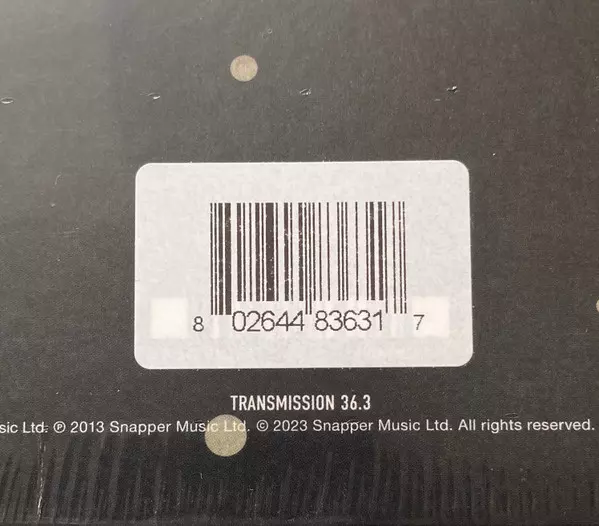 8 02644 83631 7
TRANSMISSION 36.3
sic Ltd. ℗ 2013 Snapper Music Ltd. © 2023 Snapper Music Ltd. All rights reserved.